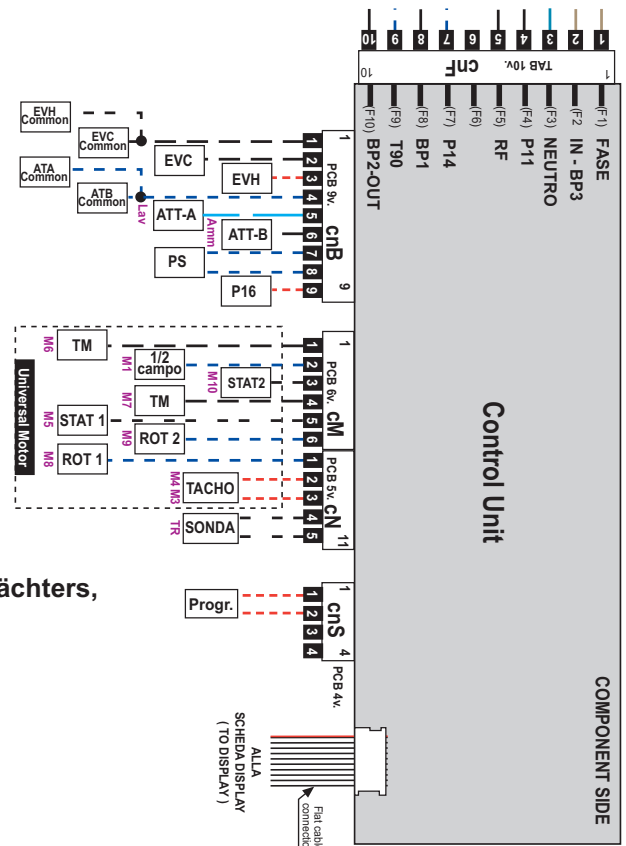 10 9 8 7 6 5 4 3 2 1
10 cnF TAB 10v. 1
(F1) FASE
(F2 IN - BP3
(F3) NEUTRO
(F4) P11
(F5) RF
(F6)
(F7) P14
(F8) BP1
(F9) T90
(F10) BP2-OUT
Control Unit
COMPONENT SIDE
EVH Common
EVC Common
ATA Common
ATB Common
EVC
EVH
Lav
ATT-A
Amm
ATT-B
PS
P16
1 2 3 4 5 6 7 8 9
1 PCB 9v. cnB 9
Universal Motor
M6 TM
M1 1/2 campo
M10 STAT2
M7 TM
M5 STAT 1
M9 ROT 2
M8 ROT 1
M4 M3 TACHO
TR SONDA
1 2 3 4 5 6
1 PCB 6v. cM
1 2 3 4 5
PCB 5v. cN 11
ächters,
Progr.
1 2 3 4
1 cnS 4
PCB 4v.
ALLA
SCHEDA DISPLAY
( TO DISPLAY )
Flat cable